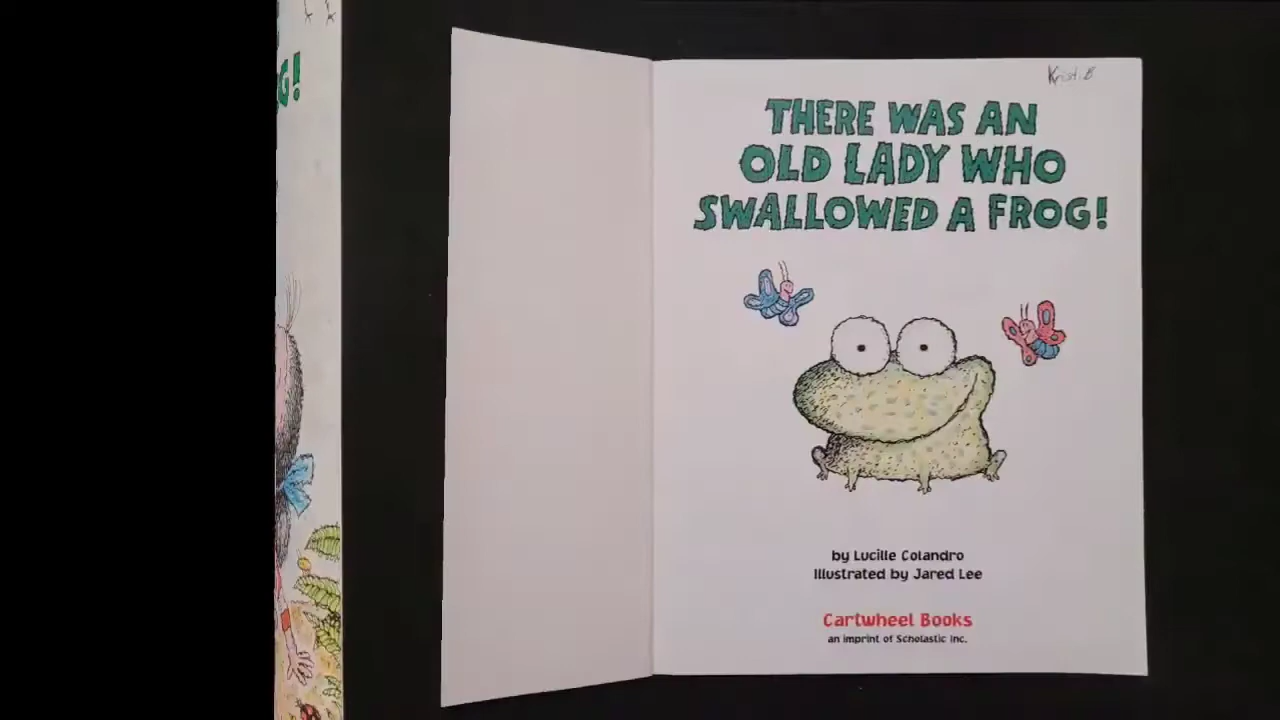 G!
Kristi B
THERE WAS AN
OLD LADY WHO
SWALLOWED A FROG!
by Lucille Colandro
Illustrated by Jared Lee
Cartwheel Books
an imprint of Scholastic Inc.